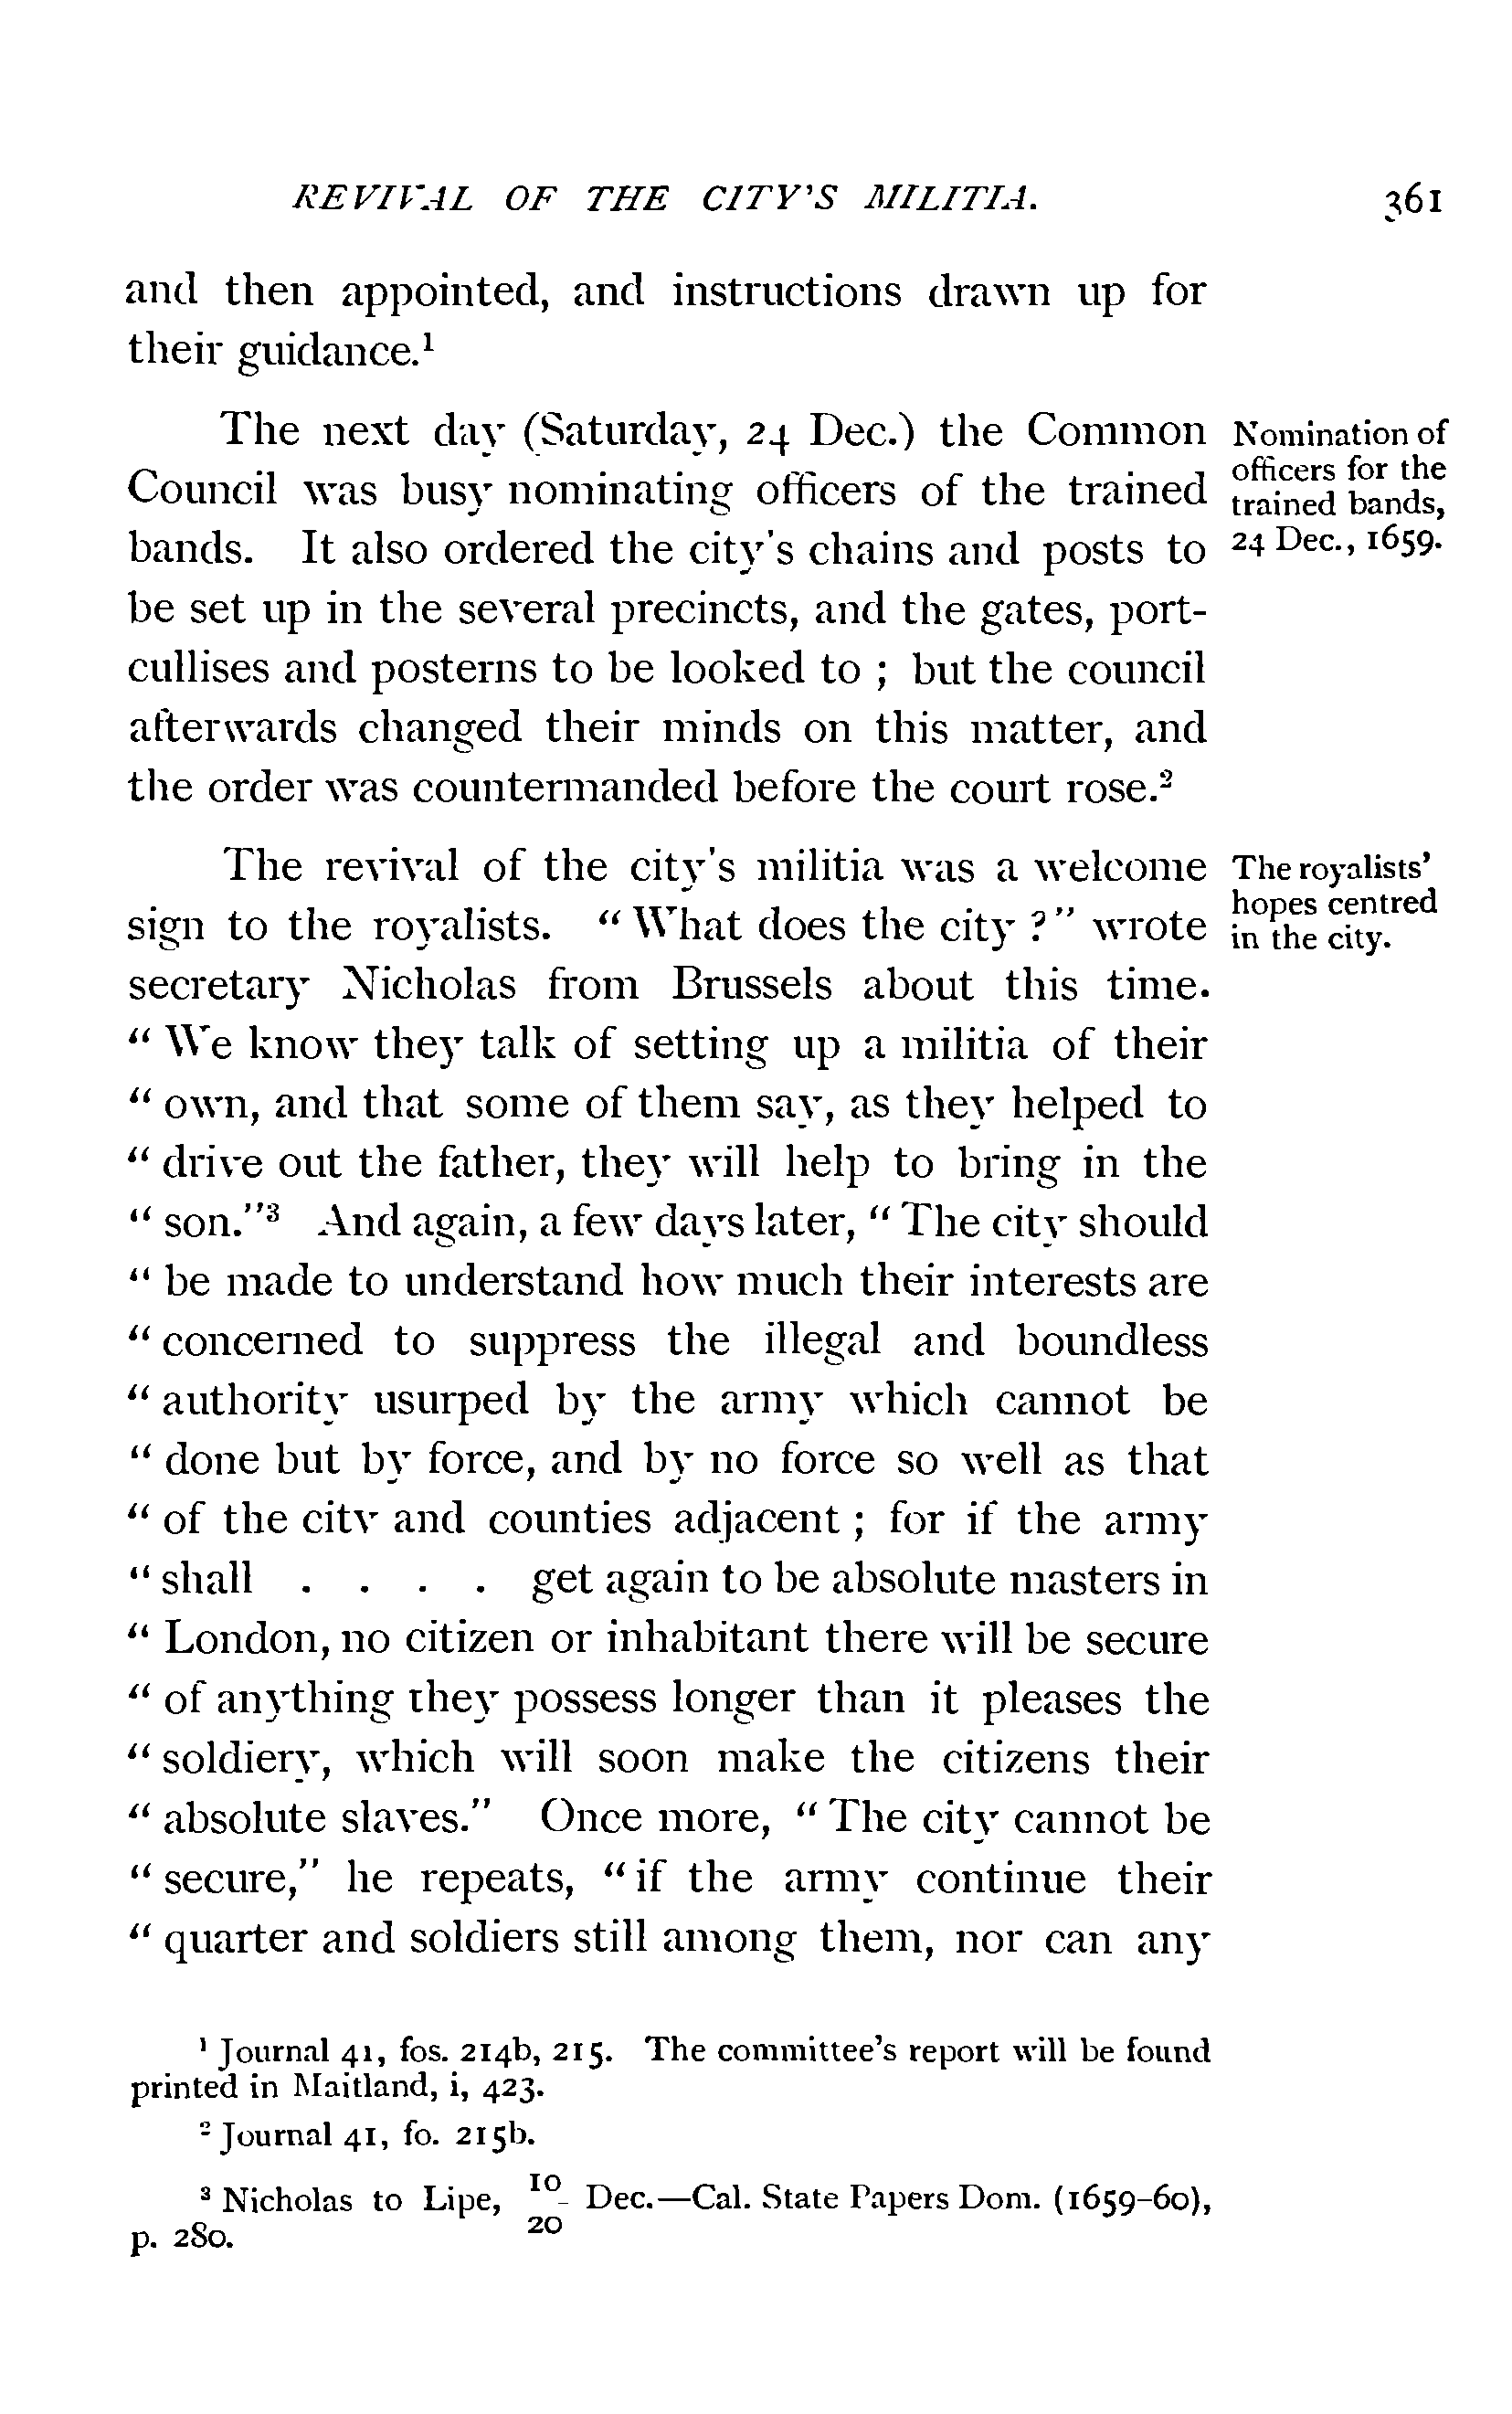 REVIVAL OF THE CITY'S MILITIA. 361
and then appointed, and instructions drawn up for
their guidance.¹
The next day (Saturday, 24 Dec.) the Common
Council was busy nominating officers of the trained
bands. It also ordered the city's chains and posts to
be set up in the several precincts, and the gates, port-
cullises and posterns to be looked to ; but the council
afterwards changed their minds on this matter, and
the order was countermanded before the court rose.²
Nomination of
officers for the
trained bands,
24 Dec., 1659.
The revival of the city's militia was a welcome
sign to the royalists. "What does the city ?" wrote
secretary Nicholas from Brussels about this time.
" We know they talk of setting up a militia of their
" own, and that some of them say, as they helped to
" drive out the father, they will help to bring in the
" son."³ And again, a few days later, " The city should
" be made to understand how much their interests are
" concerned to suppress the illegal and boundless
" authority usurped by the army which cannot be
" done but by force, and by no force so well as that
" of the city and counties adjacent ; for if the army
" shall . . . . get again to be absolute masters in
" London, no citizen or inhabitant there will be secure
" of anything they possess longer than it pleases the
" soldiery, which will soon make the citizens their
" absolute slaves." Once more, " The city cannot be
" secure," he repeats, "if the army continue their
" quarter and soldiers still among them, nor can any
The royalists'
hopes centred
in the city.
¹ Journal 41, fos. 214b, 215. The committee's report will be found
printed in Maitland, i, 423.
² Journal 41, fo. 215b.
³ Nicholas to Lipe, 10/20 Dec.—Cal. State Papers Dom. (1659-60),
p. 280.